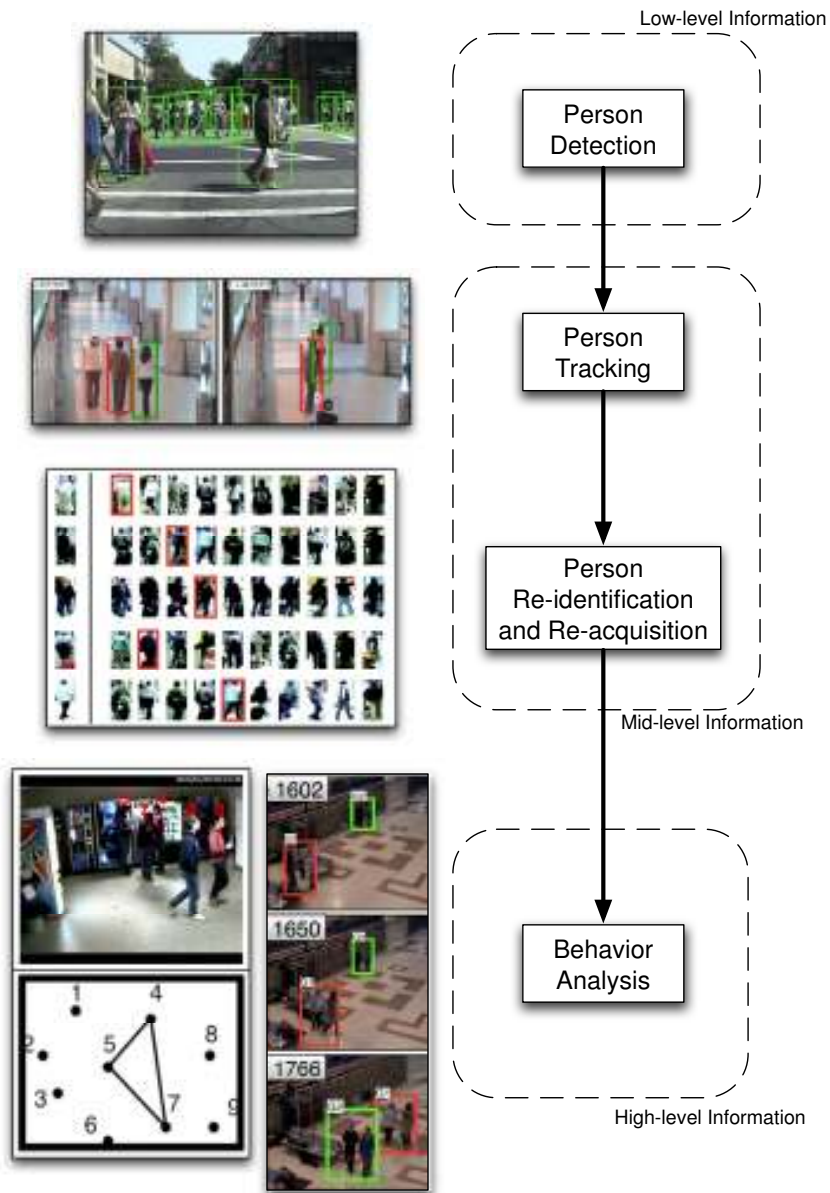 Low-level Information
Person
Detection
Person
Tracking
Person
Re-identification
and Re-acquisition
Mid-level Information
1602
1650
1766
1
4
2
5
8
3
7
9
6
Behavior
Analysis
High-level Information